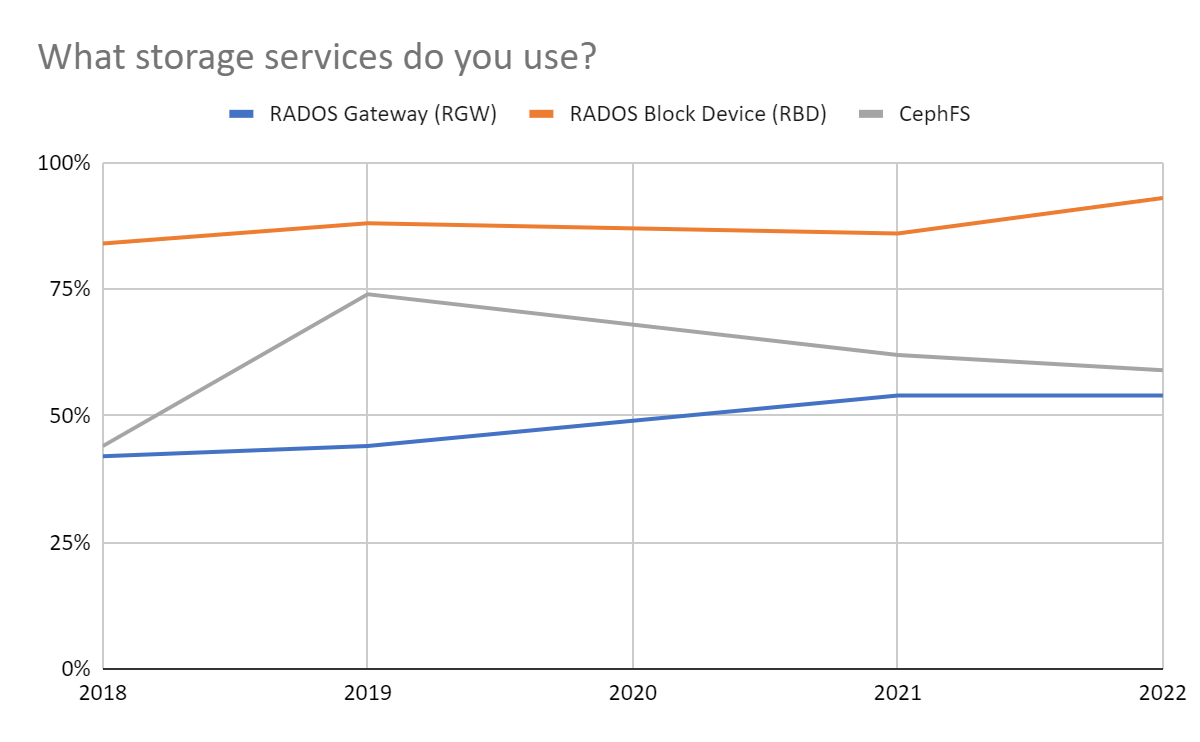 What storage services do you use?
RADOS Gateway (RGW) RADOS Block Device (RBD) CephFS
100%
75%
50%
25%
0%
2018 2019 2020 2021 2022